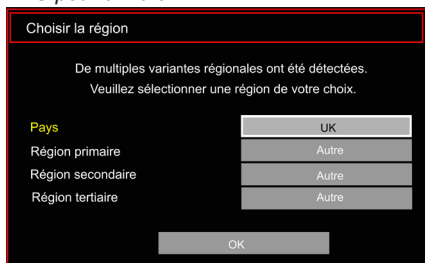 Choisir la région
De multiples variantes régionales ont été détectées.
Veuillez sélectionner une région de votre choix.
Pays UK
Région primaire Autre
Région secondaire Autre
Région tertiaire Autre
OK